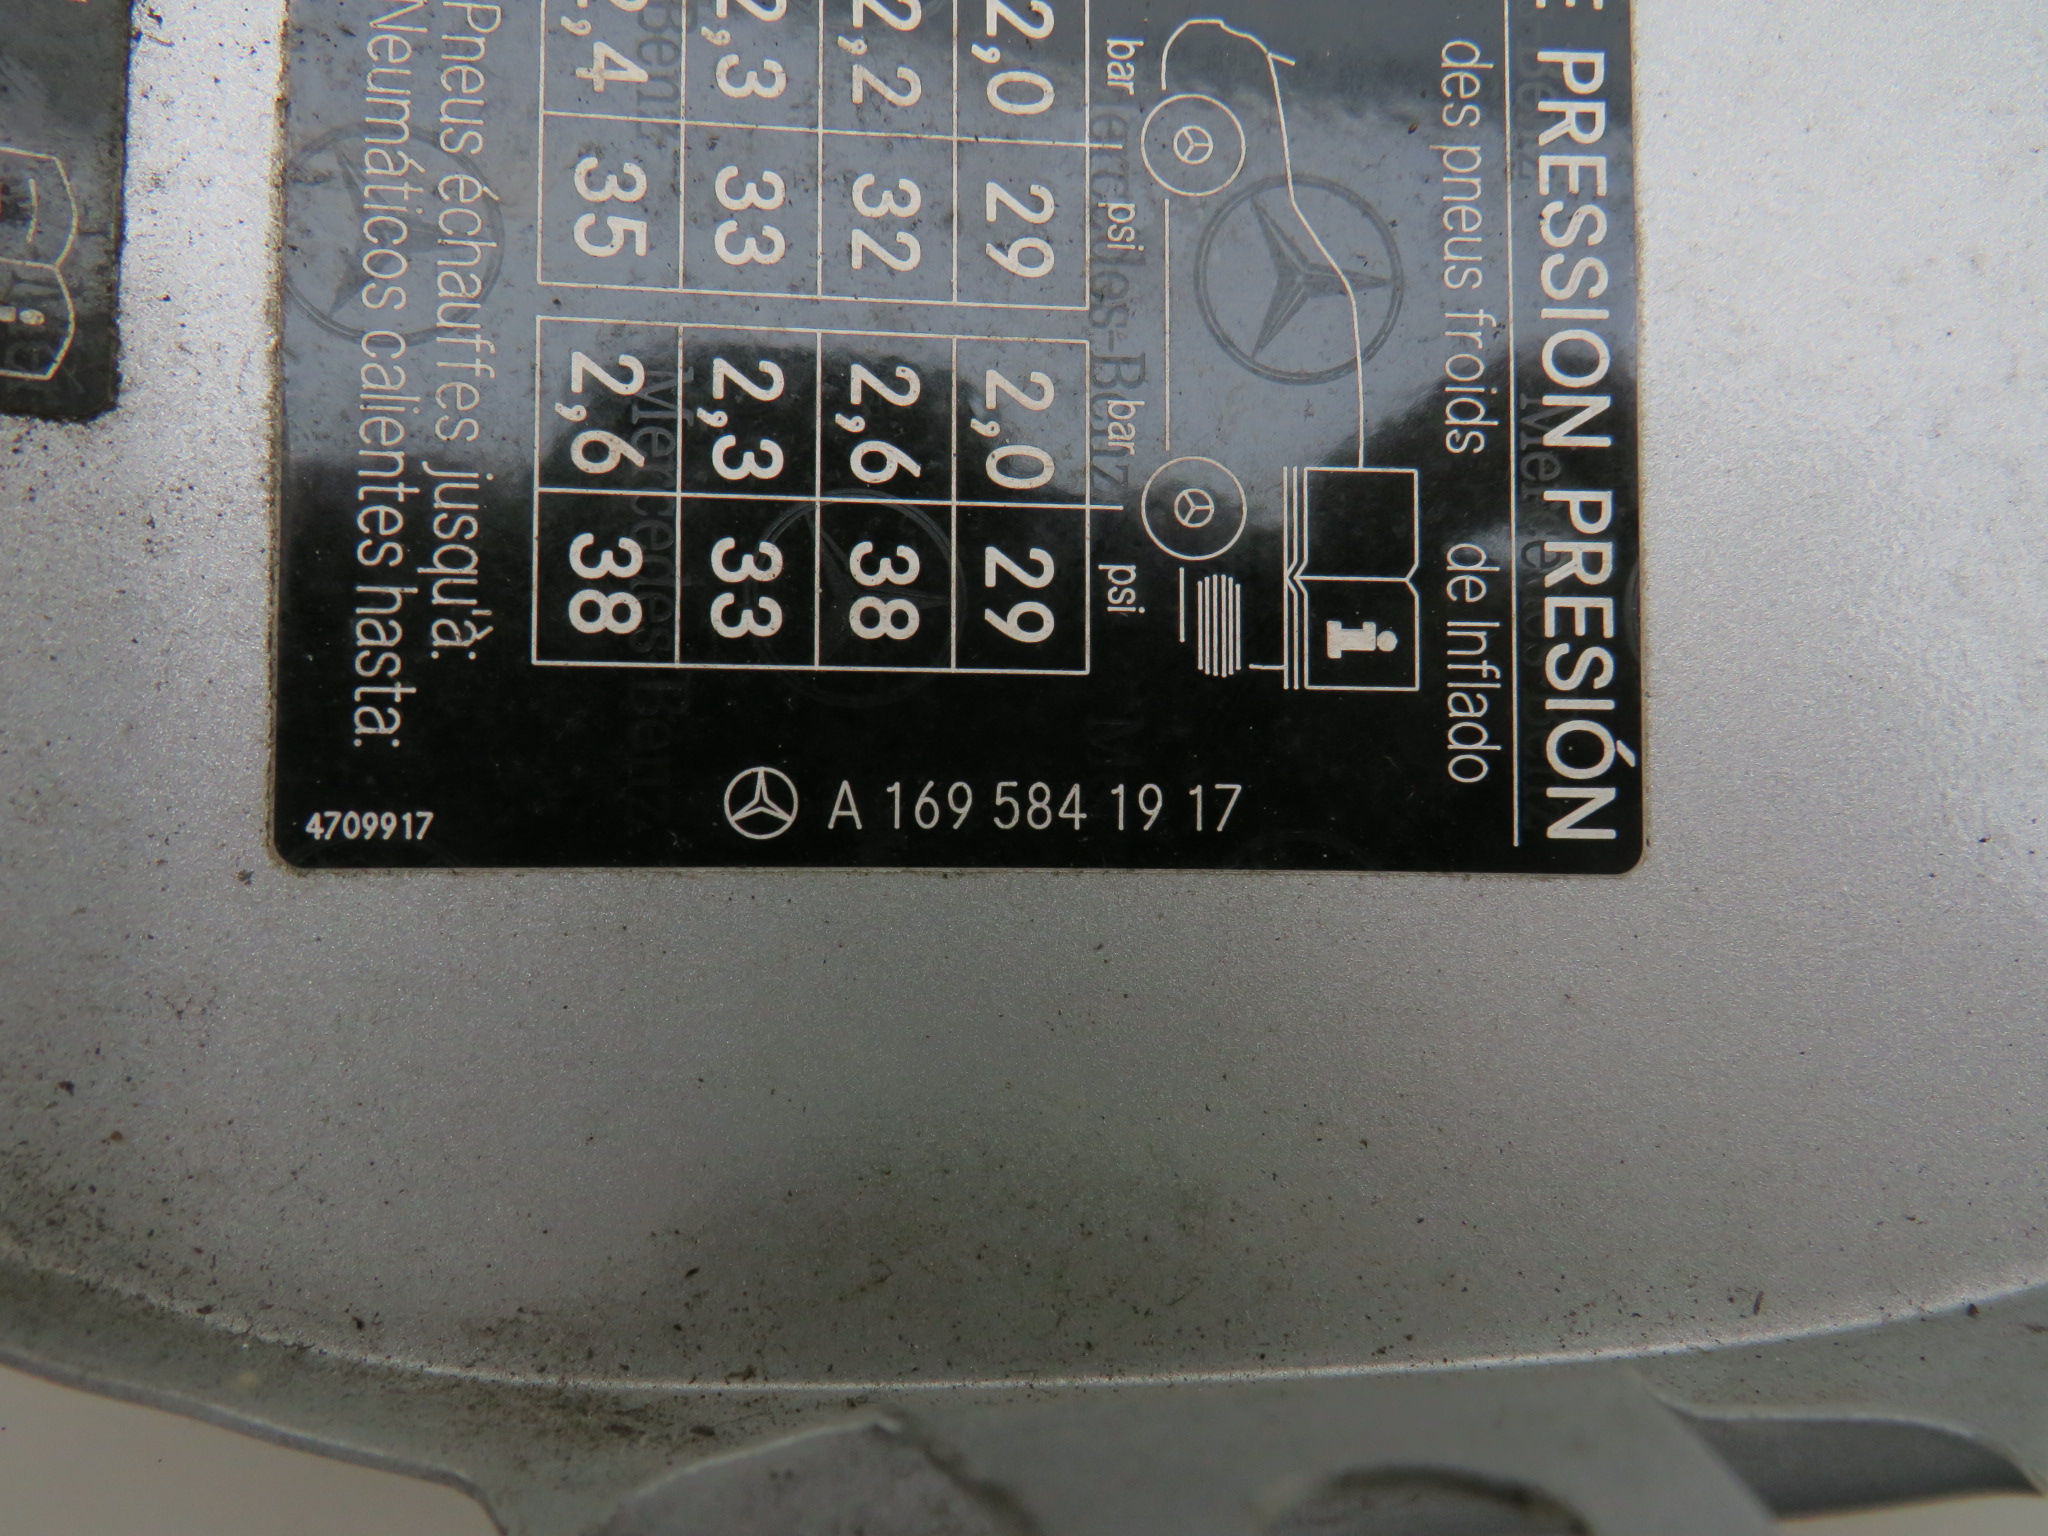 PRESSION PRESIÓN
des pneus froids de Inflado
bar psi bar psi
2,0 29 2,0 29
2,2 32 2,6 38
2,3 33 2,3 33
,4 35 2,6 38
Pneus échauffés jusqu'à:
Neumáticos calientes hasta:
A 169 584 19 17
4709917